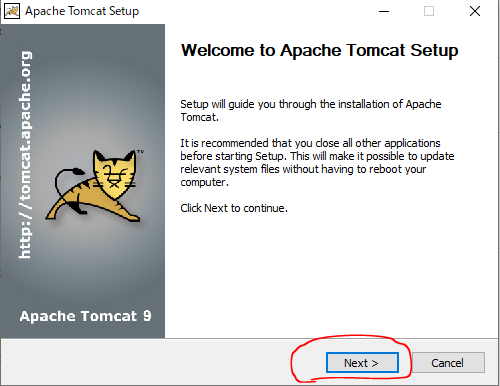 Apache Tomcat Setup
http://tomcat.apache.org
TM
Apache Tomcat 9
Welcome to Apache Tomcat Setup
Setup will guide you through the installation of Apache
Tomcat.
It is recommended that you close all other applications
before starting Setup. This will make it possible to update
relevant system files without having to reboot your
computer.
Click Next to continue.
Next >
Cancel